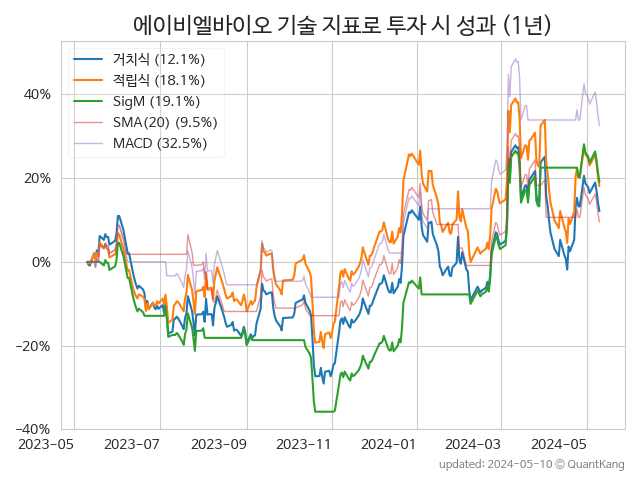 에이비엘바이오 기술 지표로 투자 시 성과 (1년)
거치식 (12.1%)
적립식 (18.1%)
SigM (19.1%)
SMA(20) (9.5%)
MACD (32.5%)
40%
20%
0%
−20%
−40%
2023-05 2023-07 2023-09 2023-11 2024-01 2024-03 2024-05
updated: 2024-05-10 © QuantKang